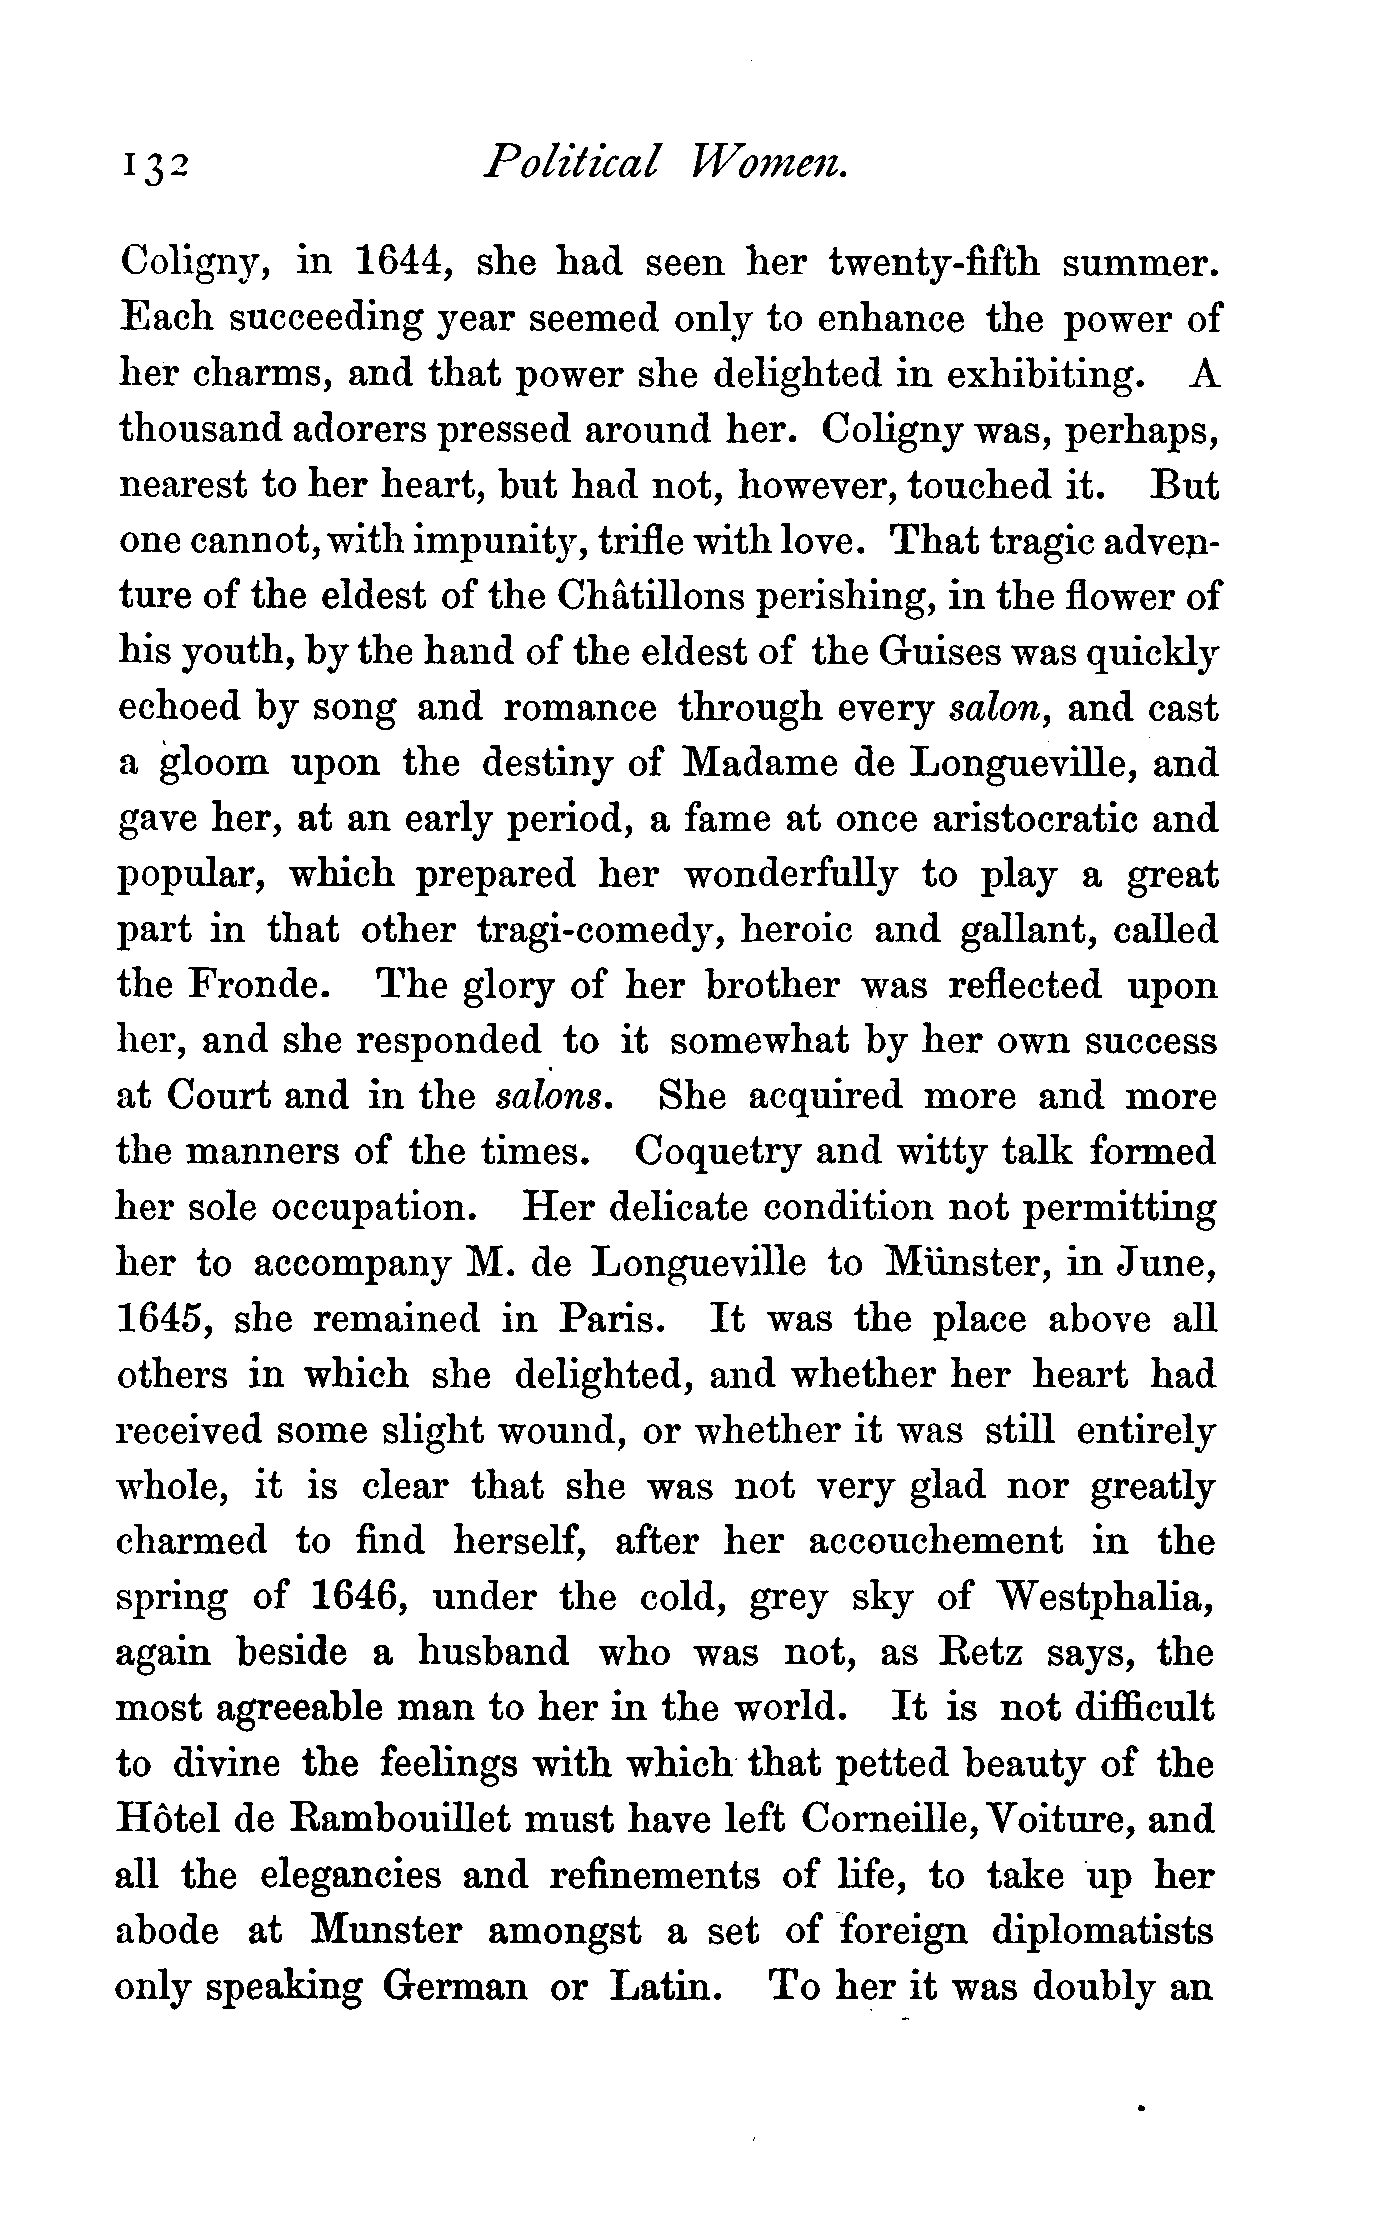 132 Political Women.
Coligny, in 1644, she had seen her twenty-fifth summer.
Each succeeding year seemed only to enhance the power of
her charms, and that power she delighted in exhibiting. A
thousand adorers pressed around her. Coligny was, perhaps,
nearest to her heart, but had not, however, touched it. But
one cannot, with impunity, trifle with love. That tragic adven-
ture of the eldest of the Châtillons perishing, in the flower of
his youth, by the hand of the eldest of the Guises was quickly
echoed by song and romance through every salon, and cast
a gloom upon the destiny of Madame de Longueville, and
gave her, at an early period, a fame at once aristocratic and
popular, which prepared her wonderfully to play a great
part in that other tragi-comedy, heroic and gallant, called
the Fronde. The glory of her brother was reflected upon
her, and she responded to it somewhat by her own success
at Court and in the salons. She acquired more and more
the manners of the times. Coquetry and witty talk formed
her sole occupation. Her delicate condition not permitting
her to accompany M. de Longueville to Münster, in June,
1645, she remained in Paris. It was the place above all
others in which she delighted, and whether her heart had
received some slight wound, or whether it was still entirely
whole, it is clear that she was not very glad nor greatly
charmed to find herself, after her accouchement in the
spring of 1646, under the cold, grey sky of Westphalia,
again beside a husband who was not, as Retz says, the
most agreeable man to her in the world. It is not difficult
to divine the feelings with which that petted beauty of the
Hôtel de Rambouillet must have left Corneille, Voiture, and
all the elegancies and refinements of life, to take up her
abode at Munster amongst a set of foreign diplomatists
only speaking German or Latin. To her it was doubly an